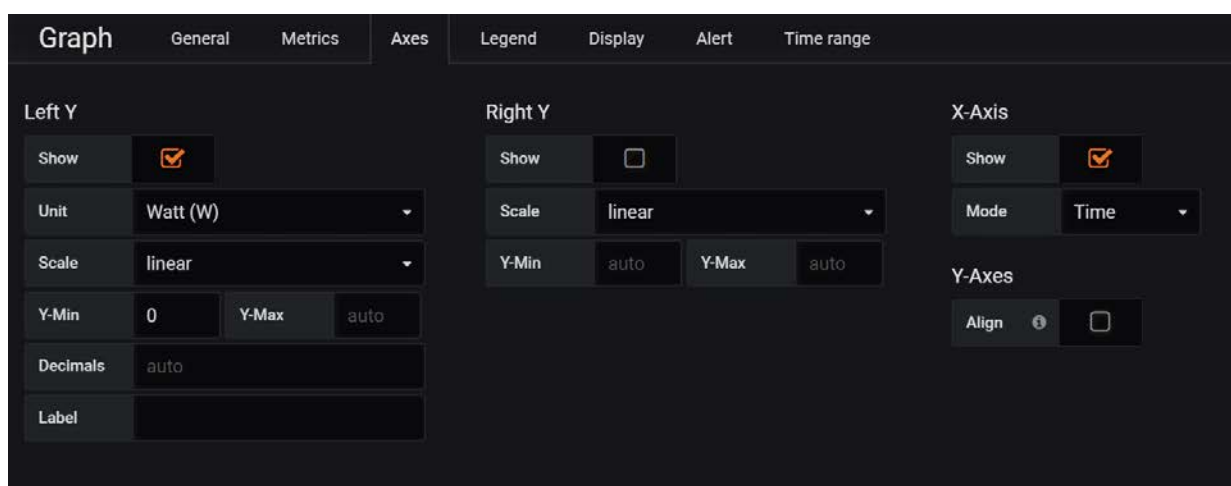 Graph General Metrics Axes Legend Display Alert Time range
Left Y
Show
Unit Watt (W)
Scale linear
Y-Min 0 Y-Max auto
Decimals auto
Label
Right Y
Show
Scale linear
Y-Min auto Y-Max auto
X-Axis
Show
Mode Time
Y-Axes
Align